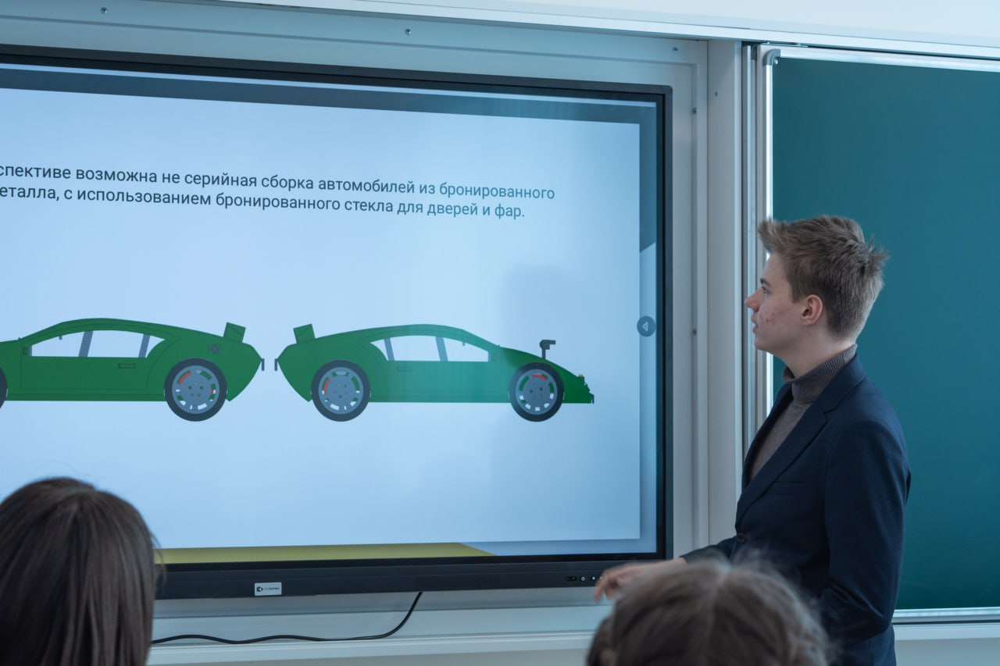 спективе возможна не серийная сборка автомобилей из бронированного
еталла, с использованием бронированного стекла для дверей и фар.